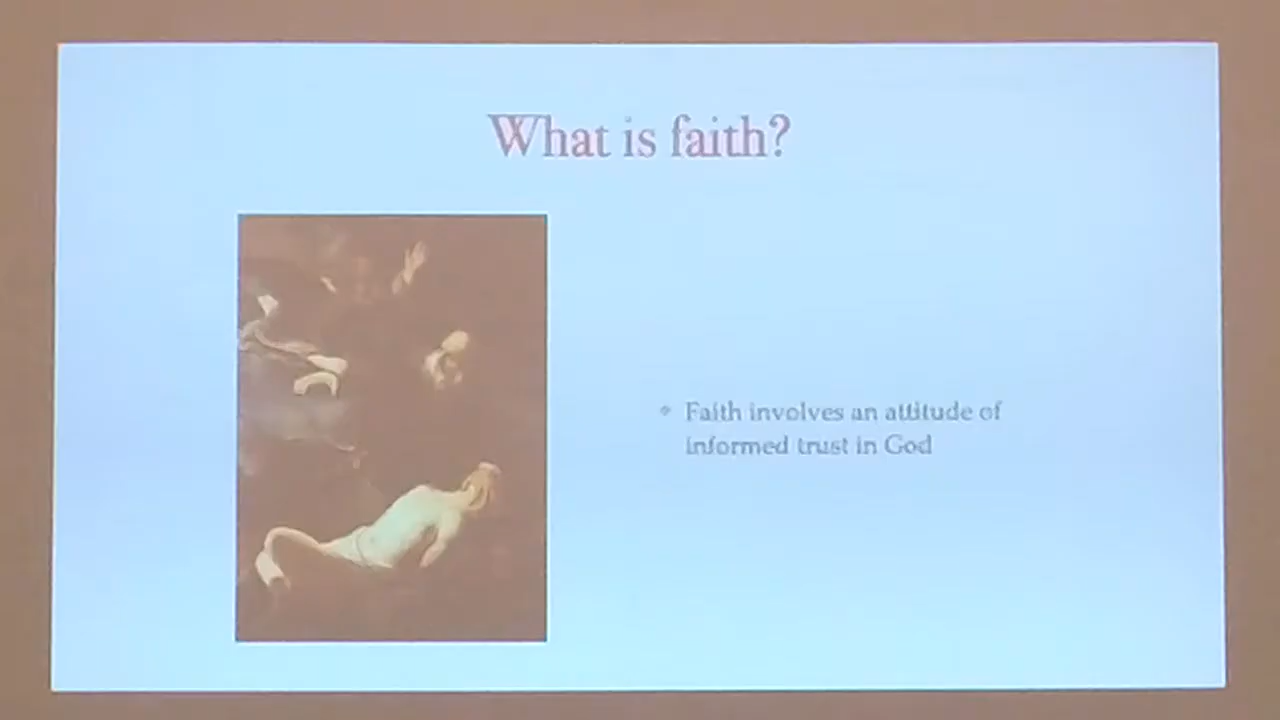 What is faith?
Faith involves an attitude of
informed trust in God